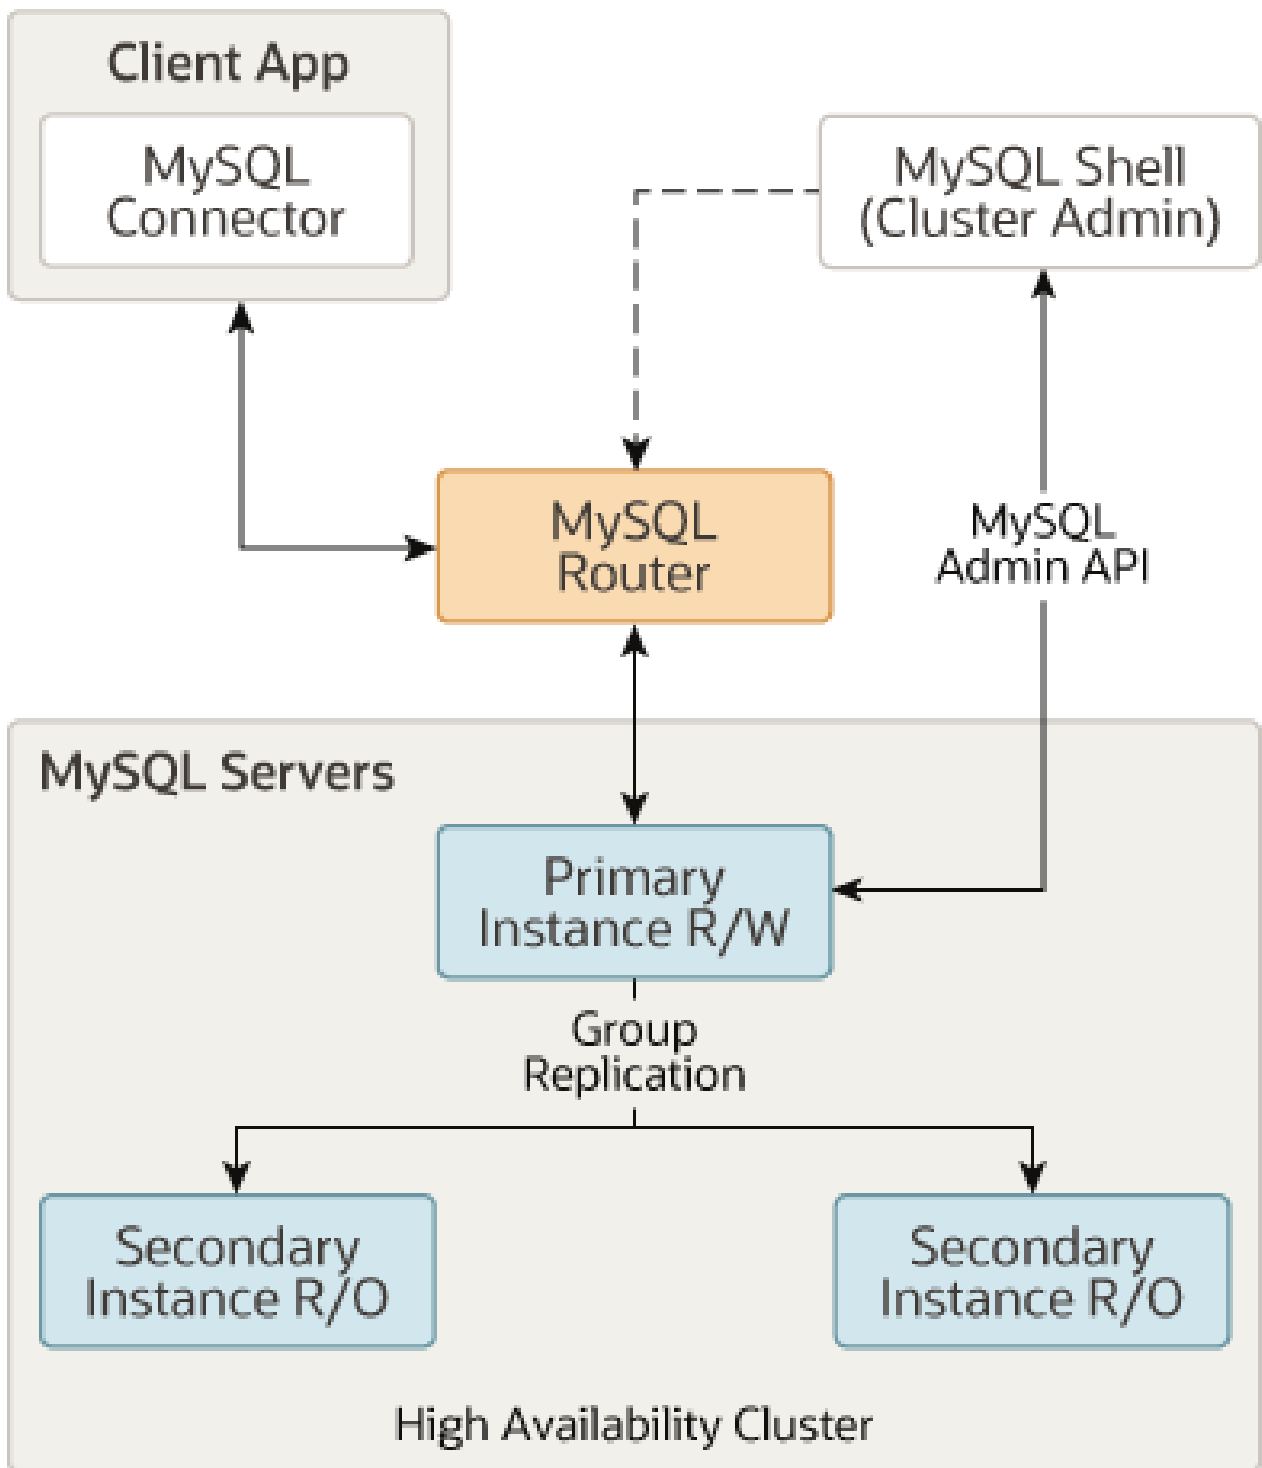 Client App
MySQL
Connector
MySQL Shell
(Cluster Admin)
MySQL
Router
MySQL
Admin API
MySQL Servers
Primary
Instance R/W
Group
Replication
Secondary
Instance R/O
Secondary
Instance R/O
High Availability Cluster